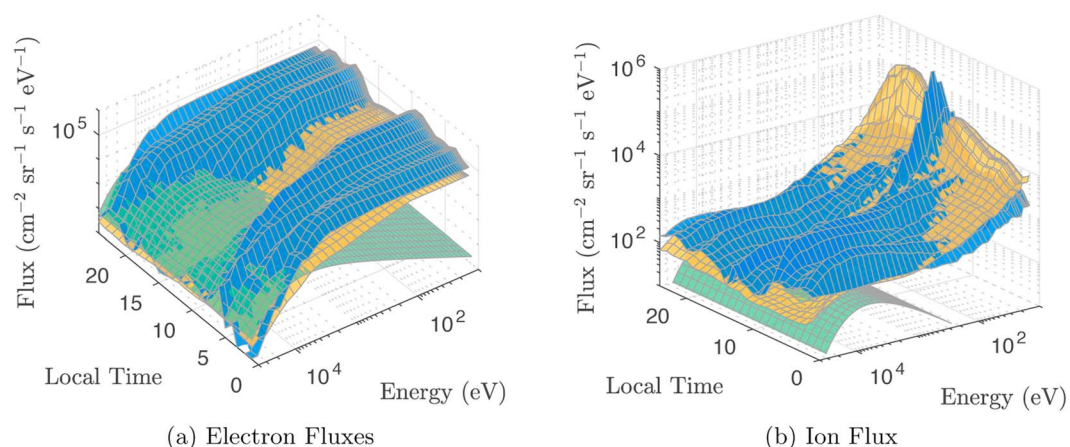 Flux (cm⁻² sr⁻¹ s⁻¹ eV⁻¹)
10⁵
20
15
10
5
0
Local Time
10⁴
10²
Energy (eV)
(a) Electron Fluxes
Flux (cm⁻² sr⁻¹ s⁻¹ eV⁻¹)
10⁶
10⁴
10²
20
10
0
Local Time
10⁴
10²
Energy (eV)
(b) Ion Flux